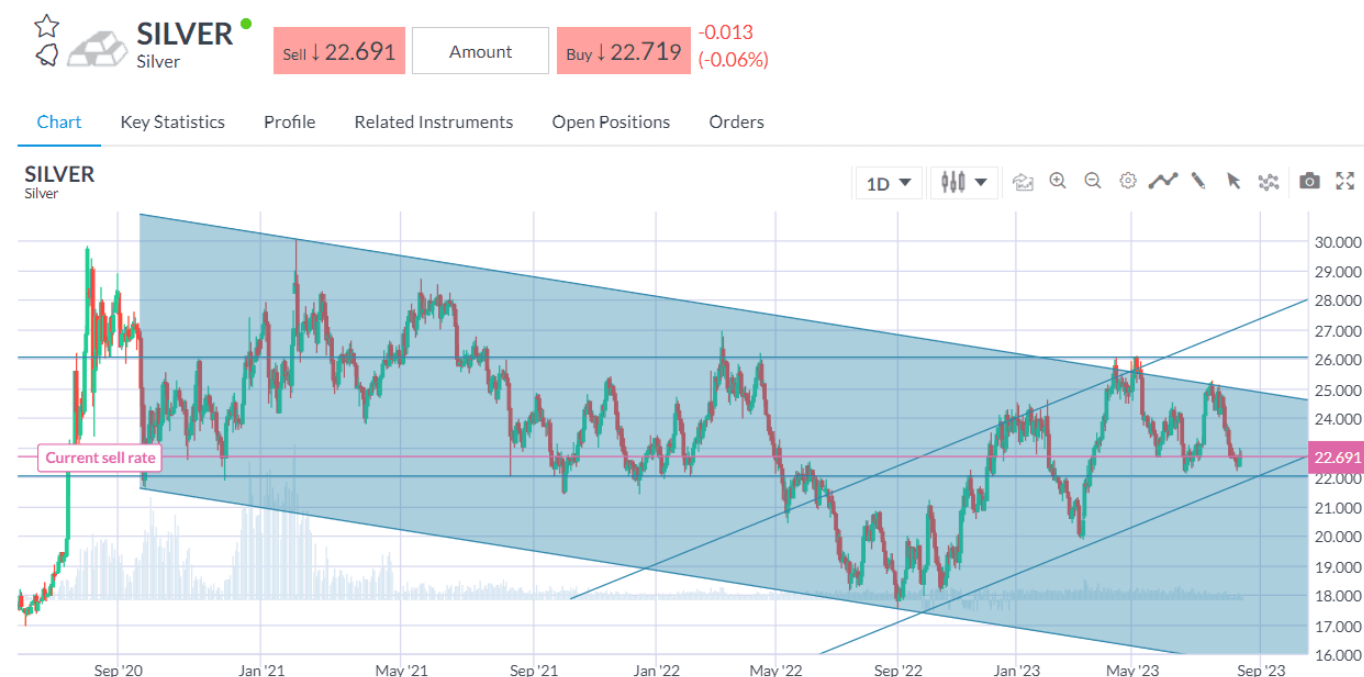 SILVER
Silver
Sell ↓ 22.691
Amount
Buy ↓ 22.719
-0.013
(-0.06%)
Chart Key Statistics Profile Related Instruments Open Positions Orders
SILVER
Silver
1D
30.000
29.000
28.000
27.000
26.000
25.000
24.000
Current sell rate
22.691
22.000
21.000
20.000
19.000
18.000
17.000
16.000
Sep '20 Jan '21 May '21 Sep '21 Jan '22 May '22 Sep '22 Jan '23 May '23 Sep '23